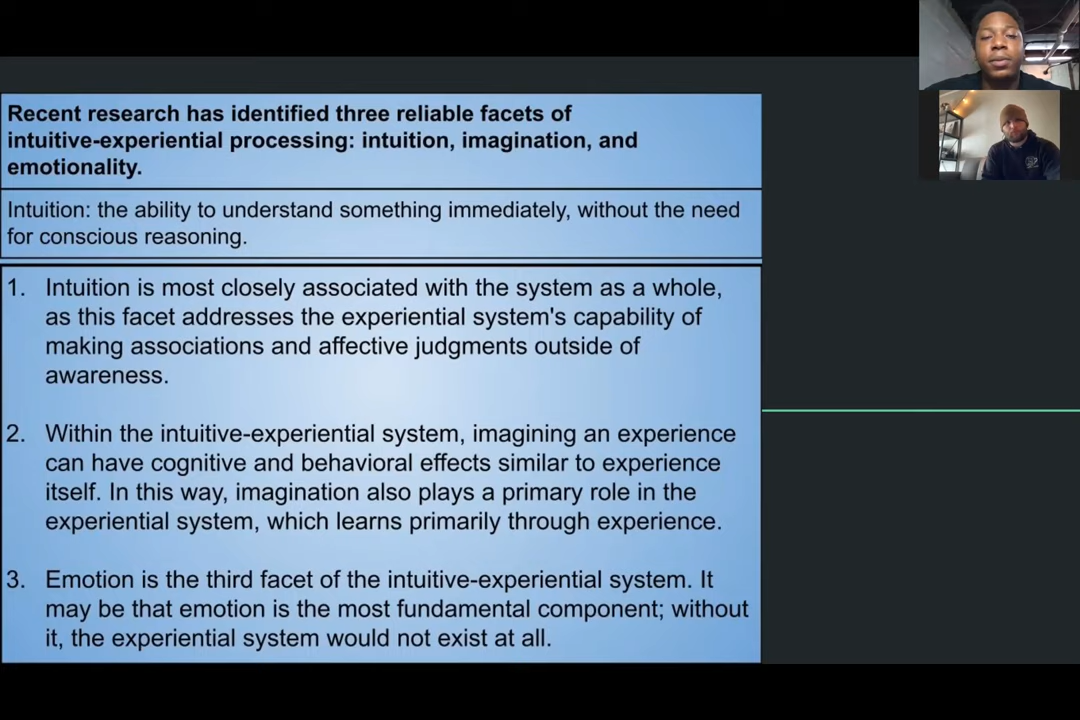 Recent research has identified three reliable facets of
intuitive-experiential processing: intuition, imagination, and
emotionality.
Intuition: the ability to understand something immediately, without the need
for conscious reasoning.
1. Intuition is most closely associated with the system as a whole,
as this facet addresses the experiential system's capability of
making associations and affective judgments outside of
awareness.
2. Within the intuitive-experiential system, imagining an experience
can have cognitive and behavioral effects similar to experience
itself. In this way, imagination also plays a primary role in the
experiential system, which learns primarily through experience.
3. Emotion is the third facet of the intuitive-experiential system. It
may be that emotion is the most fundamental component; without
it, the experiential system would not exist at all.